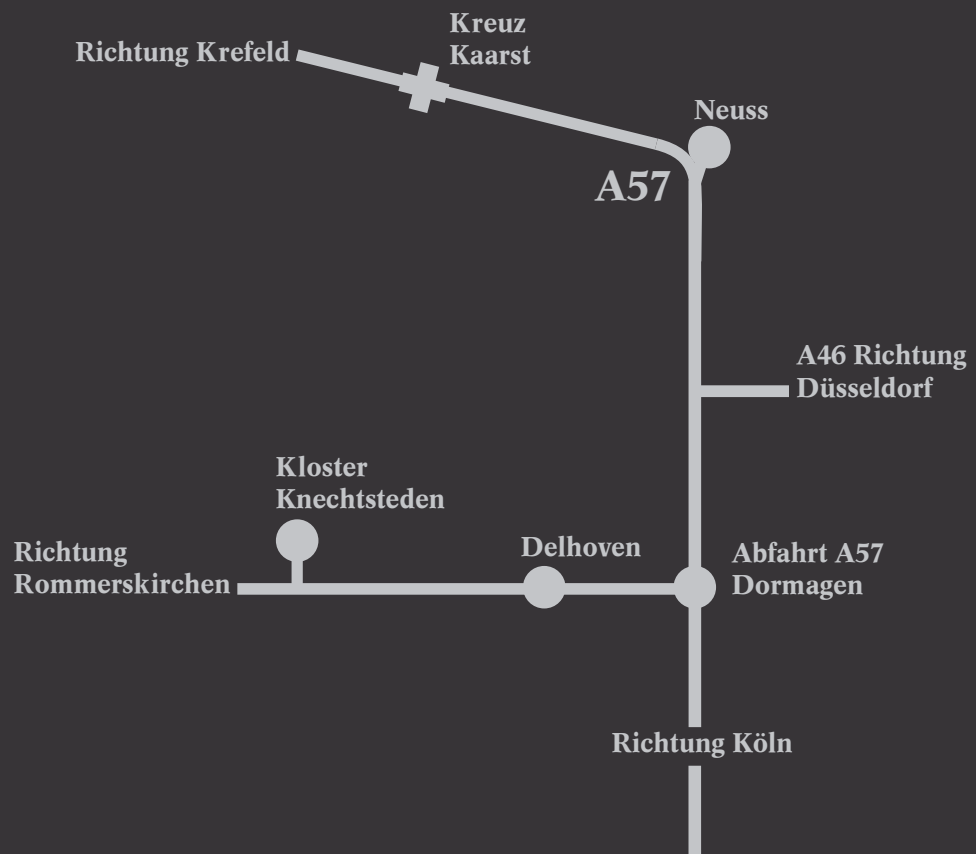 Kreuz
Kaarst
Richtung Krefeld
Neuss
A57
A46 Richtung
Düsseldorf
Kloster
Knechtsteden
Richtung
Rommerskirchen
Delhoven
Abfahrt A57
Dormagen
Richtung Köln